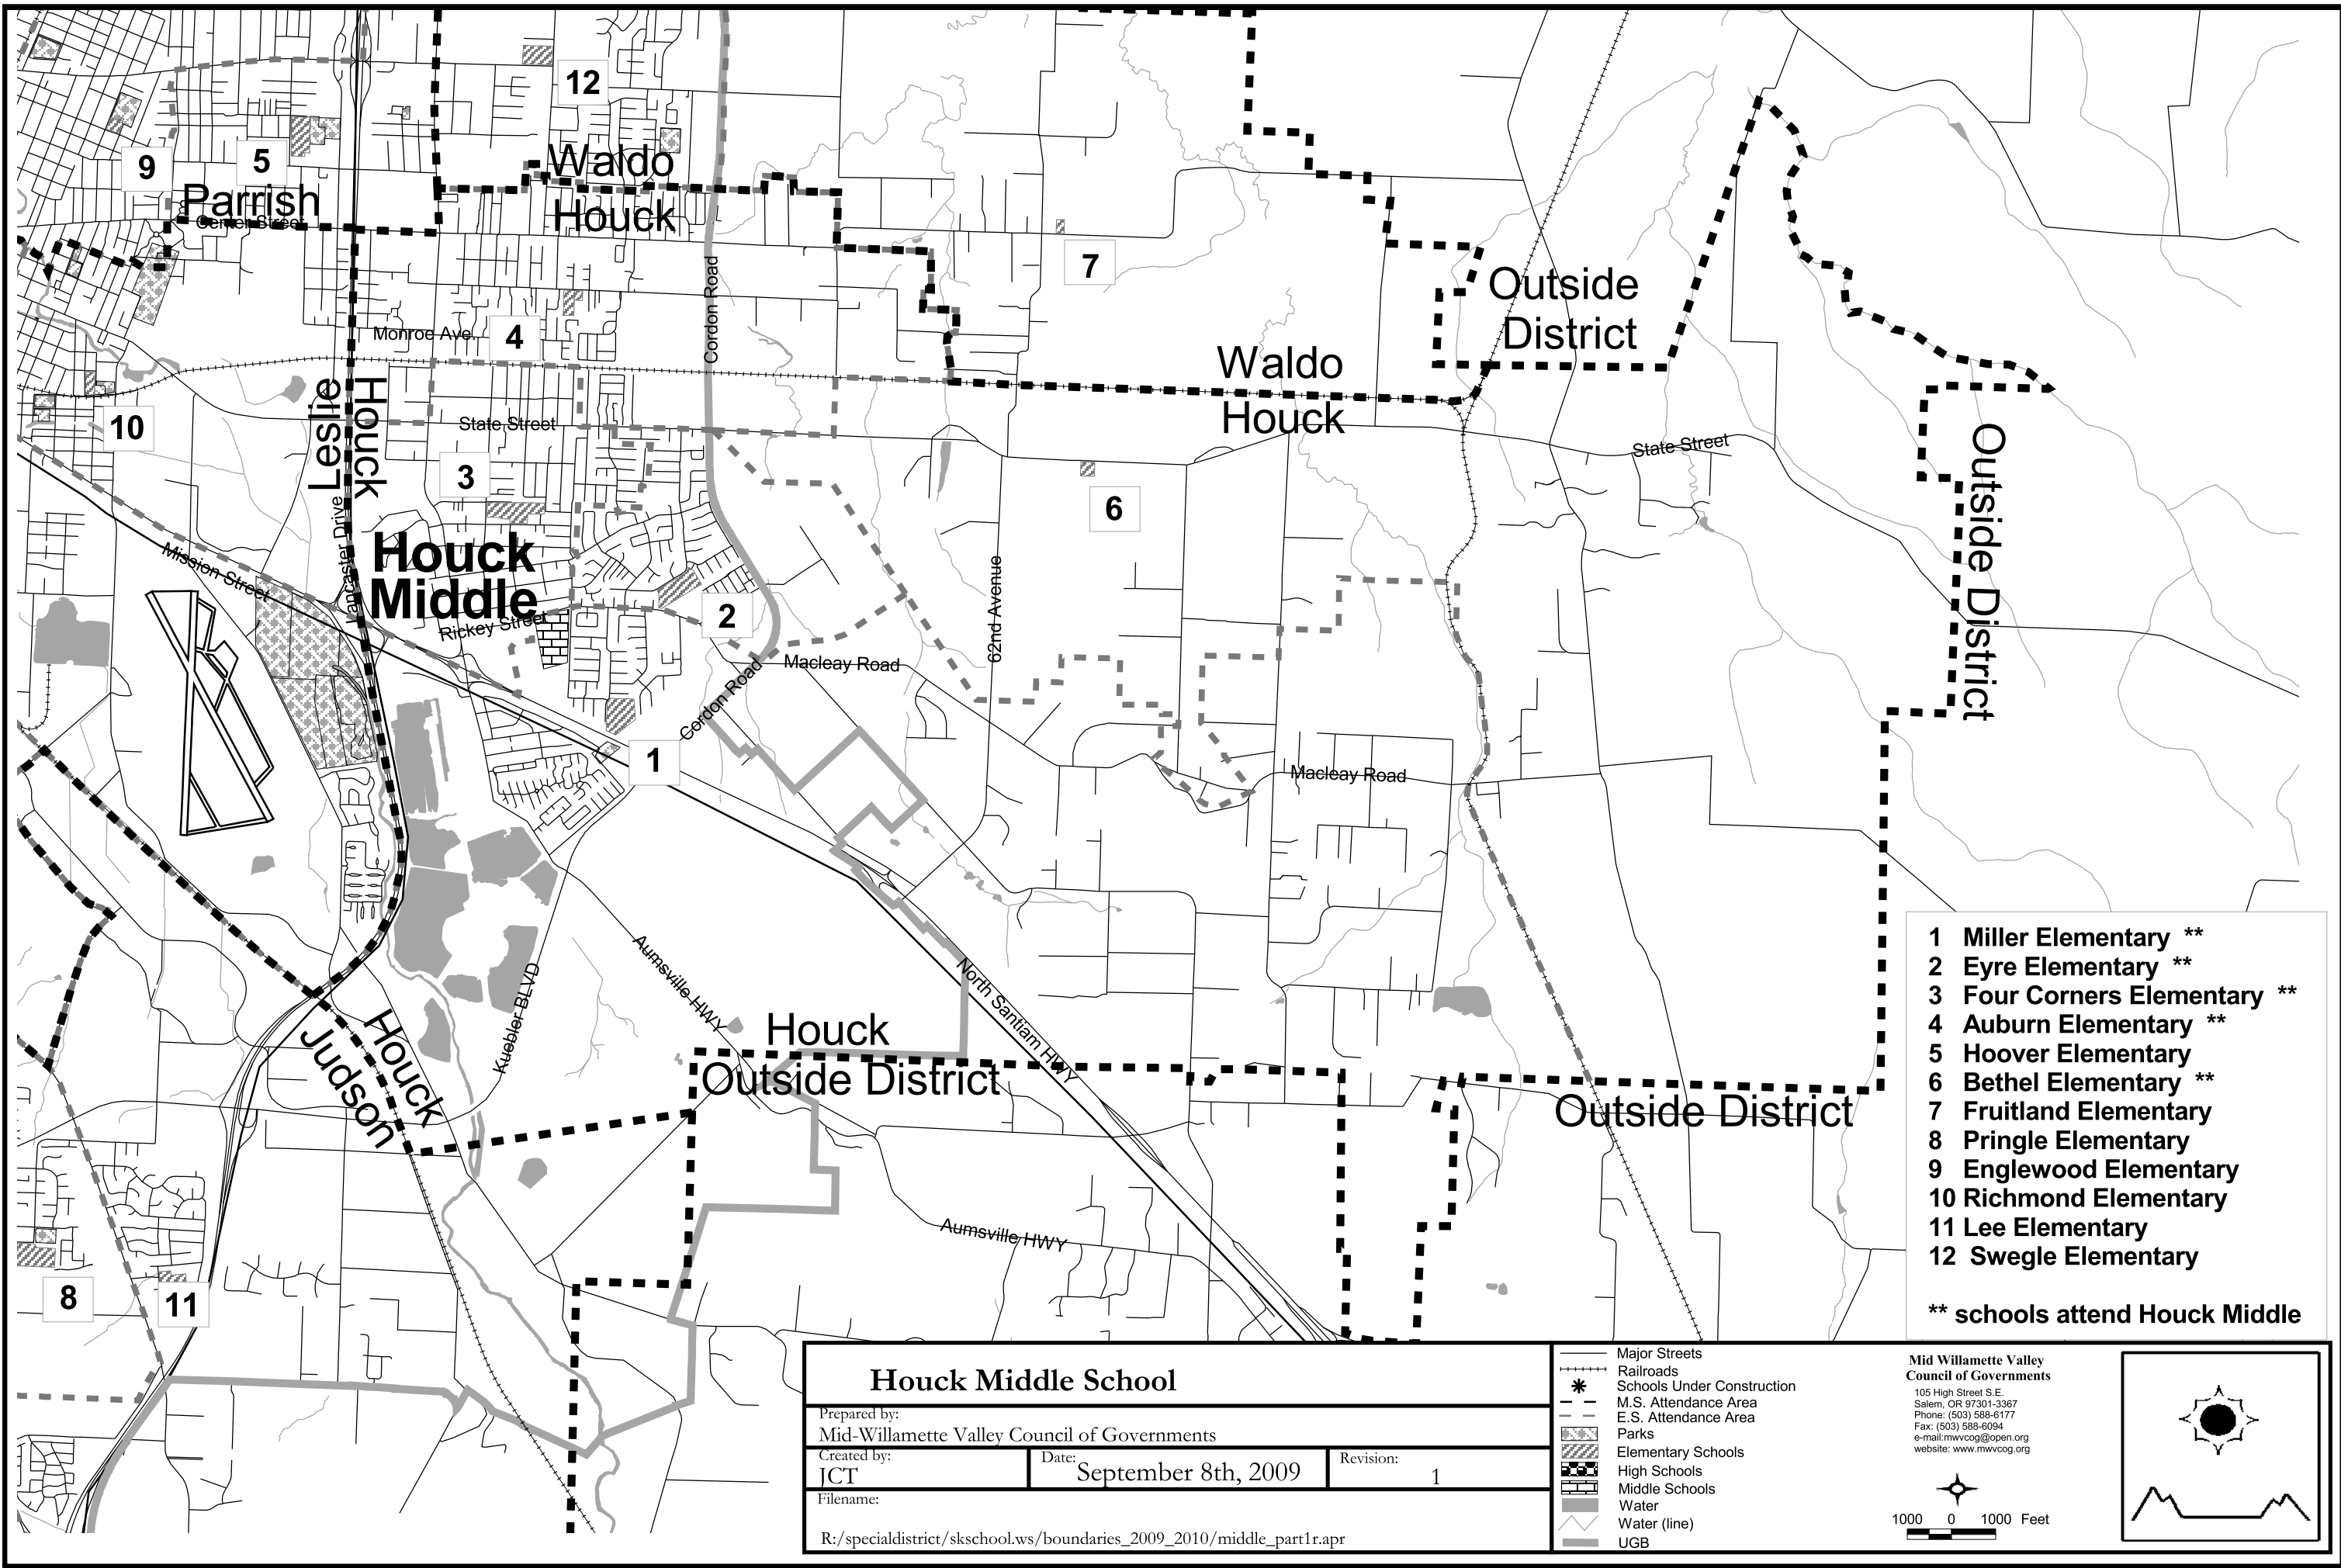 12
9
5
Waldo
Parrish
Center Street
Houck
7
Cordon Road
Outside
District
Monroe Ave.
4
Waldo
Houck
Leslie
Houck
10
State Street
State Street
3
6
Outside District
Lancaster Drive
Mission Street
Houck
Middle
Rickey Street
2
62nd Avenue
Macleay Road
Cordon Road
1
Macleay Road
Aumsville HWY
Kuebler BLVD
North Santiam HWY
Houck
Judson
Houck
Outside District
Outside District
Aumsville HWY
8
11
1 Miller Elementary **
2 Eyre Elementary **
3 Four Corners Elementary **
4 Auburn Elementary **
5 Hoover Elementary
6 Bethel Elementary **
7 Fruitland Elementary
8 Pringle Elementary
9 Englewood Elementary
10 Richmond Elementary
11 Lee Elementary
12 Swegle Elementary
** schools attend Houck Middle
Houck Middle School
Prepared by:
Mid-Willamette Valley Council of Governments
Created by:
JCT
Date:
September 8th, 2009
Revision:
1
Filename:
R:/specialdistrict/skschool.ws/boundaries_2009_2010/middle_part1r.apr
Major Streets
Railroads
Schools Under Construction
M.S. Attendance Area
E.S. Attendance Area
Parks
Elementary Schools
High Schools
Middle Schools
Water
Water (line)
UGB
Mid Willamette Valley
Council of Governments
105 High Street S.E.
Salem, OR 97301-3367
Phone: (503) 588-6177
Fax: (503) 588-6094
e-mail:mwvcog@open.org
website: www.mwvcog.org
1000 0 1000 Feet